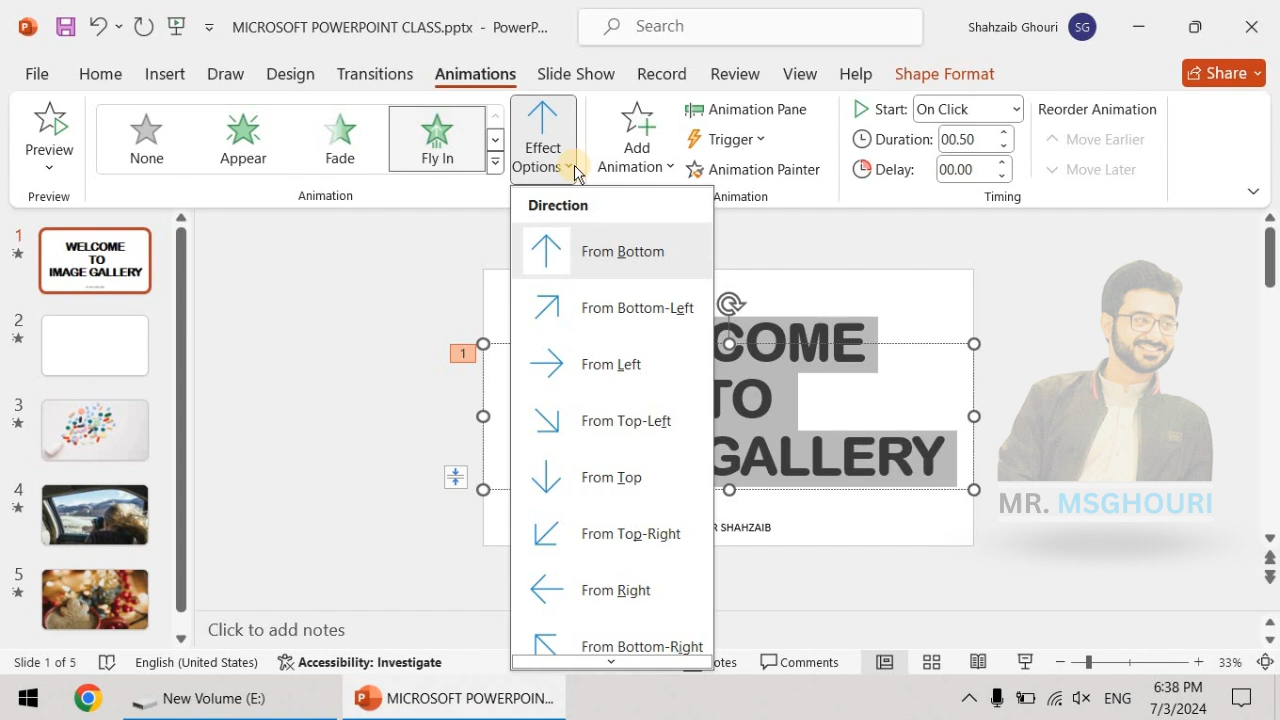 MICROSOFT POWERPOINT CLASS.pptx - PowerP...
Search
Shahzaib Ghouri
SG
File
Home
Insert
Draw
Design
Transitions
Animations
Slide Show
Record
Review
View
Help
Shape Format
Share
Preview
None
Appear
Fade
Fly In
Effect
Options
Add
Animation
Animation Pane
Trigger
Animation Painter
Start: On Click
Duration: 00.50
Delay: 00.00
Reorder Animation
Move Earlier
Move Later
Preview
Animation
Animation
Timing
Direction
From Bottom
From Bottom-Left
From Left
From Top-Left
From Top
From Top-Right
From Right
From Bottom-Right
1
WELCOME
TO
IMAGE GALLERY
2
3
4
5
1
COME
TO
GALLERY
R SHAHZAIB
MR. MSGHOURI
Click to add notes
Slide 1 of 5
English (United States)
Accessibility: Investigate
otes
Comments
33%
New Volume (E:)
MICROSOFT POWERPOIN...
ENG
6:38 PM
7/3/2024